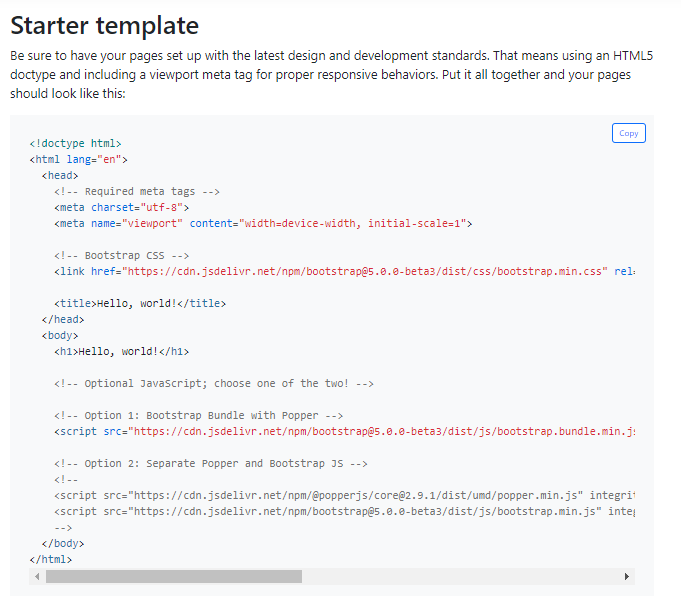 Starter template
Be sure to have your pages set up with the latest design and development standards. That means using an HTML5
doctype and including a viewport meta tag for proper responsive behaviors. Put it all together and your pages
should look like this:
Copy
<!doctype html>
<html lang="en">
  <head>
    <!-- Required meta tags -->
    <meta charset="utf-8">
    <meta name="viewport" content="width=device-width, initial-scale=1">

    <!-- Bootstrap CSS -->
    <link href="https://cdn.jsdelivr.net/npm/bootstrap@5.0.0-beta3/dist/css/bootstrap.min.css" rel=

    <title>Hello, world!</title>
  </head>
  <body>
    <h1>Hello, world!</h1>

    <!-- Optional JavaScript; choose one of the two! -->

    <!-- Option 1: Bootstrap Bundle with Popper -->
    <script src="https://cdn.jsdelivr.net/npm/bootstrap@5.0.0-beta3/dist/js/bootstrap.bundle.min.js

    <!-- Option 2: Separate Popper and Bootstrap JS -->
    <!--
    <script src="https://cdn.jsdelivr.net/npm/@popperjs/core@2.9.1/dist/umd/popper.min.js" integrit
    <script src="https://cdn.jsdelivr.net/npm/bootstrap@5.0.0-beta3/dist/js/bootstrap.min.js" integ
    -->
  </body>
</html>